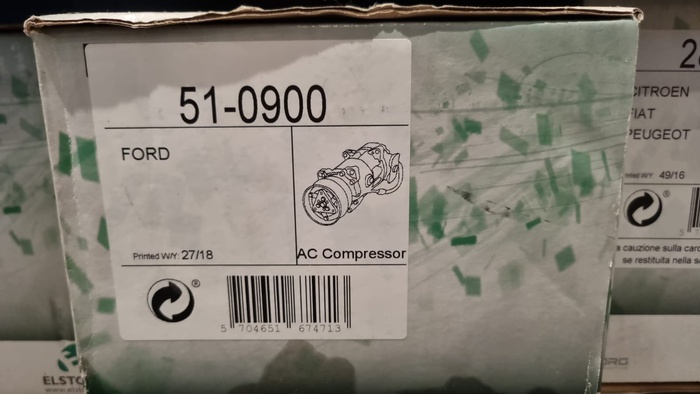 51-0900
FORD
Printed W/Y: 27/18
AC Compressor
®
5 704651 674713
ELSTO
CITROEN
FIAT
PEUGEOT
49/16
®
a cauzione sulla
se restituita nella